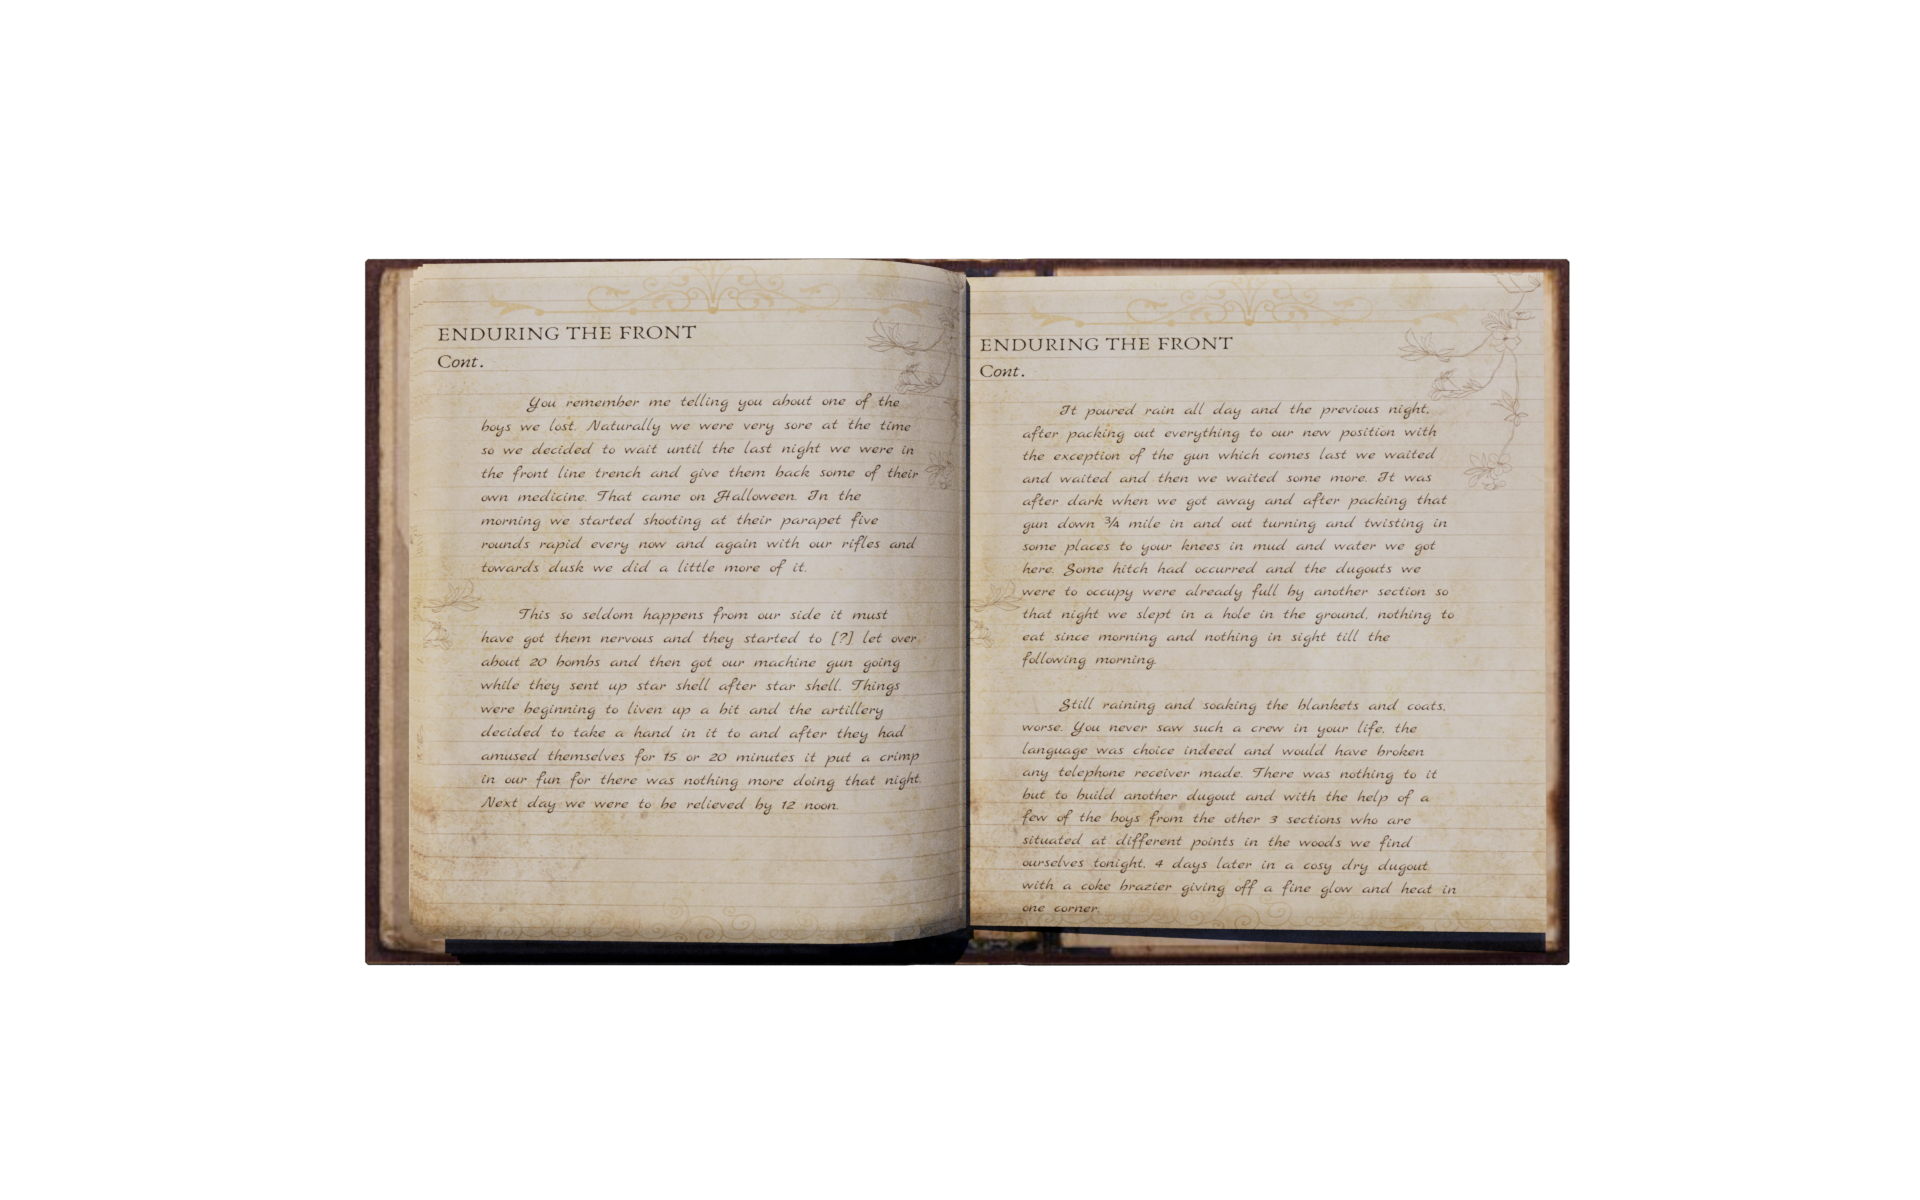 ENDURING THE FRONT
Cont.
You remember me telling you about one of the
boys we lost. Naturally we were very sore at the time
so we decided to wait until the last night we were in
the front line trench and give them back some of their
own medicine. That came on Halloween. In the
morning we started shooting at their parapet five
rounds rapid every now and again with our rifles and
towards dusk we did a little more of it.
This so seldom happens from our side it must
have got them nervous and they started to [?] let over
about 20 bombs and then got our machine gun going
while they sent up star shell after star shell. Things
were beginning to liven up a bit and the artillery
decided to take a hand in it to and after they had
amused themselves for 15 or 20 minutes it put a crimp
in our fun for there was nothing more doing that night.
Next day we were to be relieved by 12 noon.
ENDURING THE FRONT
Cont.
It poured rain all day and the previous night,
after packing out everything to our new position with
the exception of the gun which comes last we waited
and waited and then we waited some more. It was
after dark when we got away and after packing that
gun down ¾ mile in and out turning and twisting in
some places to your knees in mud and water we got
here. Some hitch had occurred and the dugouts we
were to occupy were already full by another section so
that night we slept in a hole in the ground, nothing to
eat since morning and nothing in sight till the
following morning.
Still raining and soaking the blankets and coats,
worse. You never saw such a crew in your life, the
language was choice indeed and would have broken
any telephone receiver made. There was nothing to it
but to build another dugout and with the help of a
few of the boys from the other 3 sections who are
situated at different points in the woods we find
ourselves tonight, 4 days later in a cosy dry dugout
with a coke brazier giving off a fine glow and heat in
one corner.